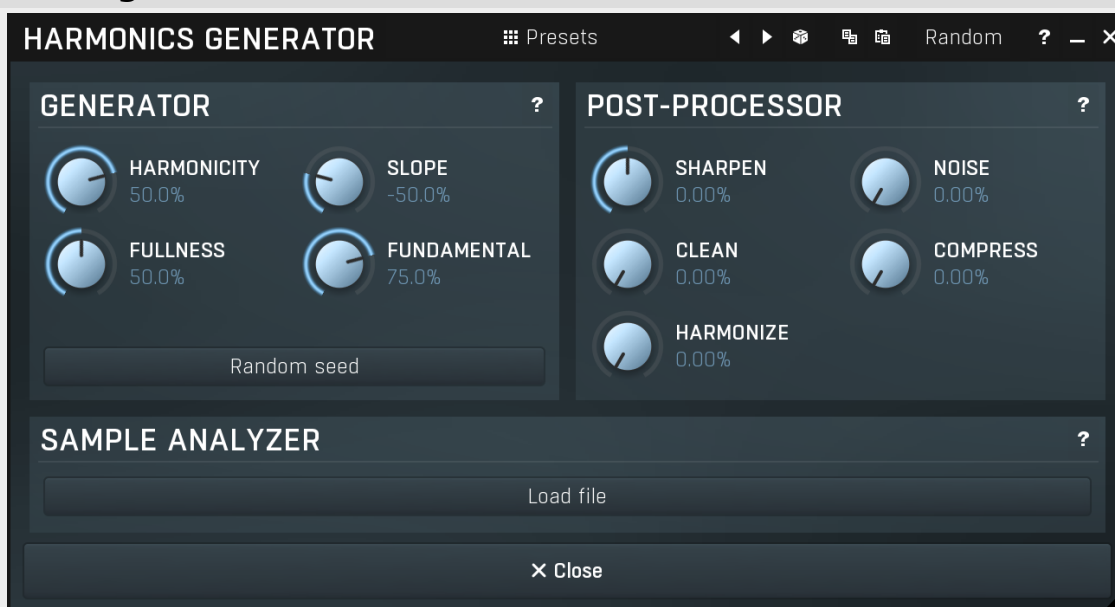 HARMONICS GENERATOR Presets Random ?
GENERATOR ?
HARMONICITY
50.0%
SLOPE
-50.0%
FULLNESS
50.0%
FUNDAMENTAL
75.0%
Random seed
POST-PROCESSOR ?
SHARPEN
0.00%
NOISE
0.00%
CLEAN
0.00%
COMPRESS
0.00%
HARMONIZE
0.00%
SAMPLE ANALYZER ?
Load file
Close